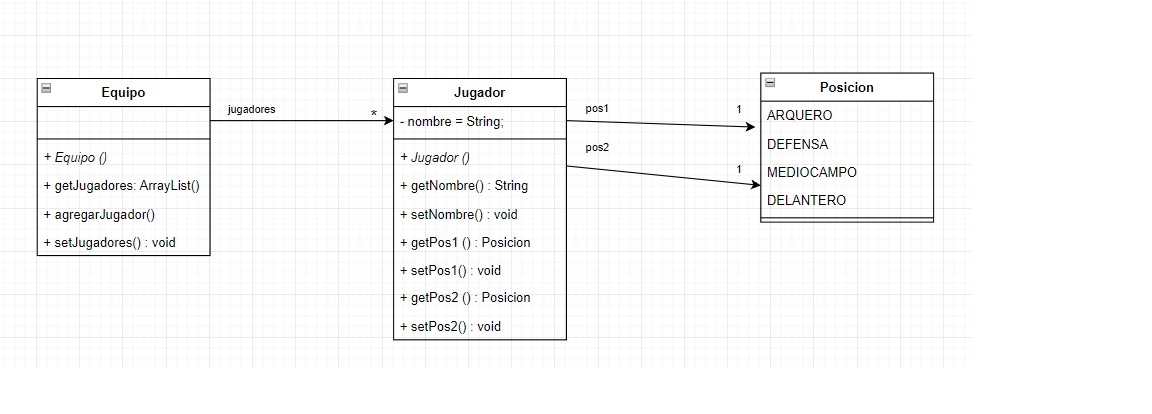 Equipo
+ Equipo ()
+ getJugadores: ArrayList()
+ agregarJugador()
+ setJugadores() : void
jugadores
*
Jugador
- nombre = String;
+ Jugador ()
+ getNombre() : String
+ setNombre() : void
+ getPos1 () : Posicion
+ setPos1() : void
+ getPos2 () : Posicion
+ setPos2() : void
pos1
1
pos2
1
Posicion
ARQUERO
DEFENSA
MEDIOCAMPO
DELANTERO